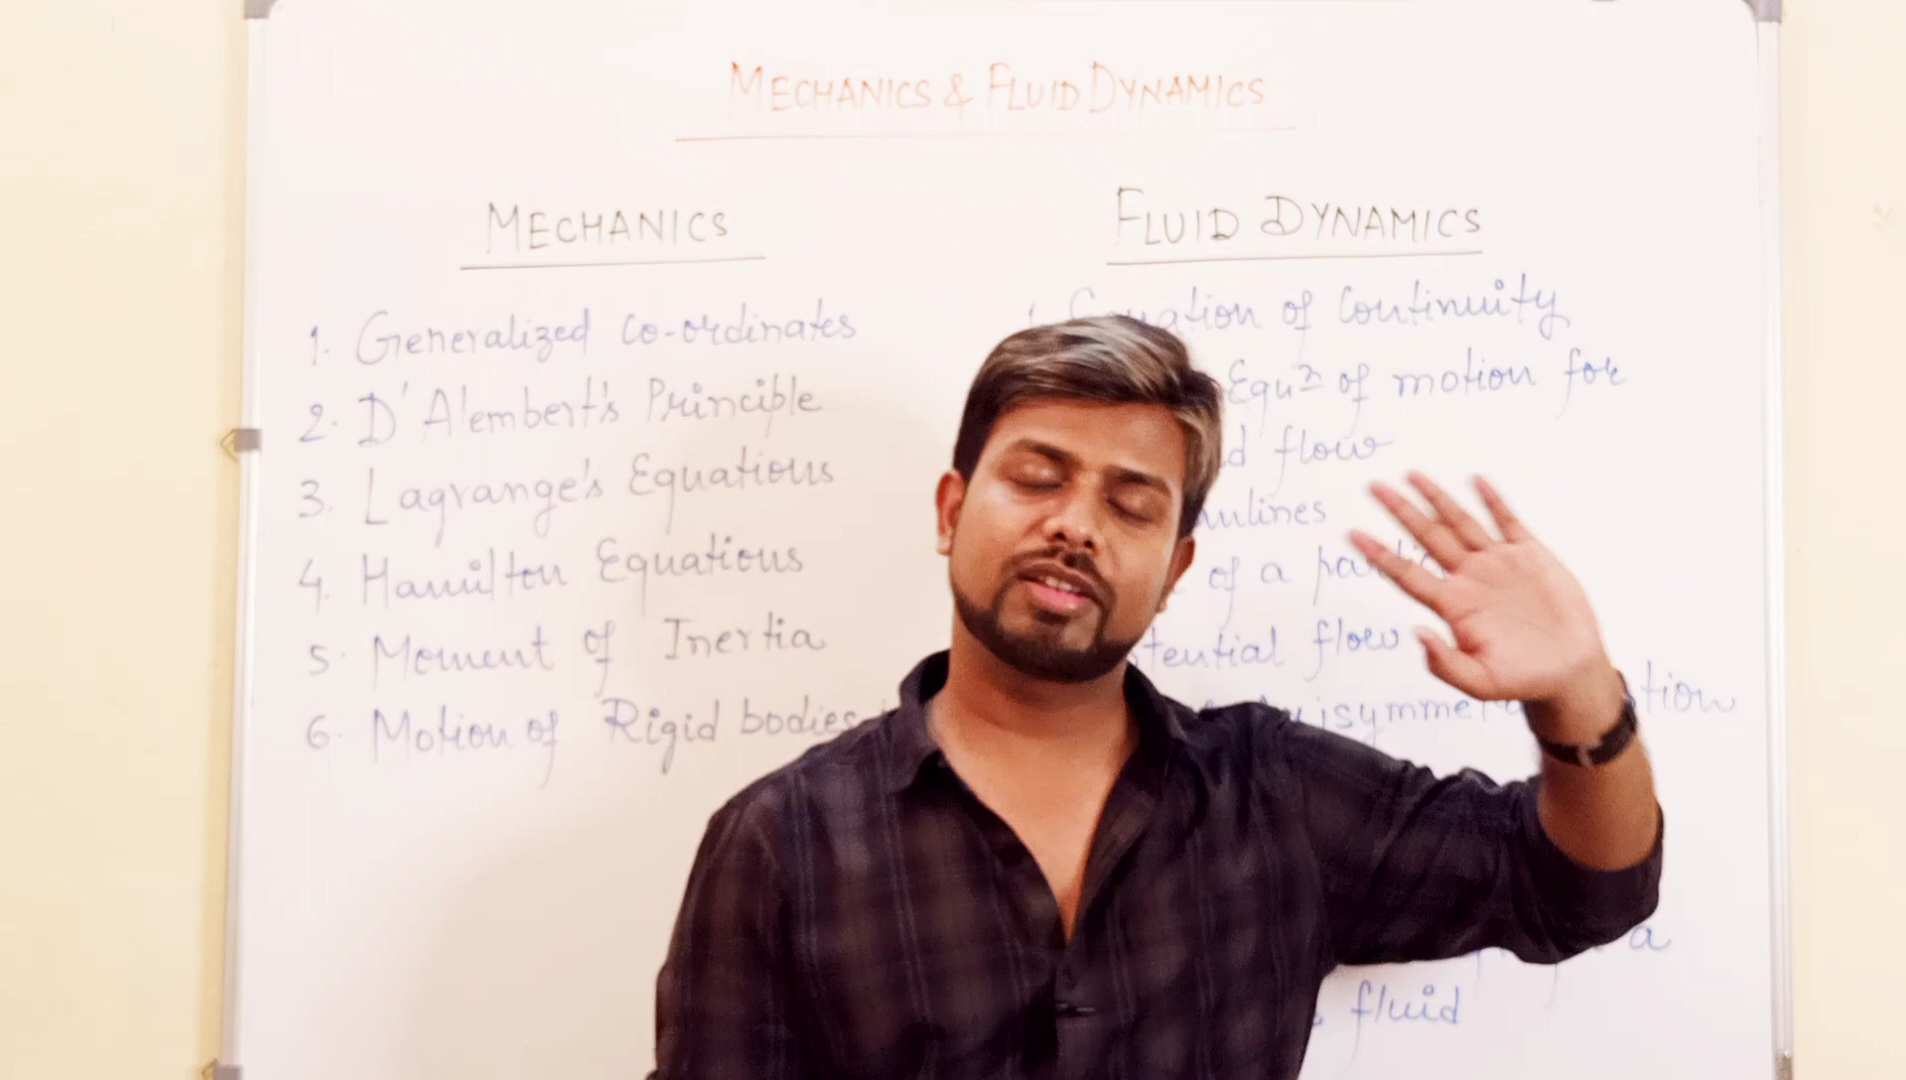 MECHANICS & FLUID DYNAMICS
MECHANICS
1. Generalized Co-ordinates
2. D'Alembert's Principle
3. Lagrange's Equations
4. Hamilton Equations
5. Moment of Inertia
6. Motion of Rigid bodies
FLUID DYNAMICS
Equation of Continuity
Equⁿ of motion for
flow
of a
flow
a
fluid